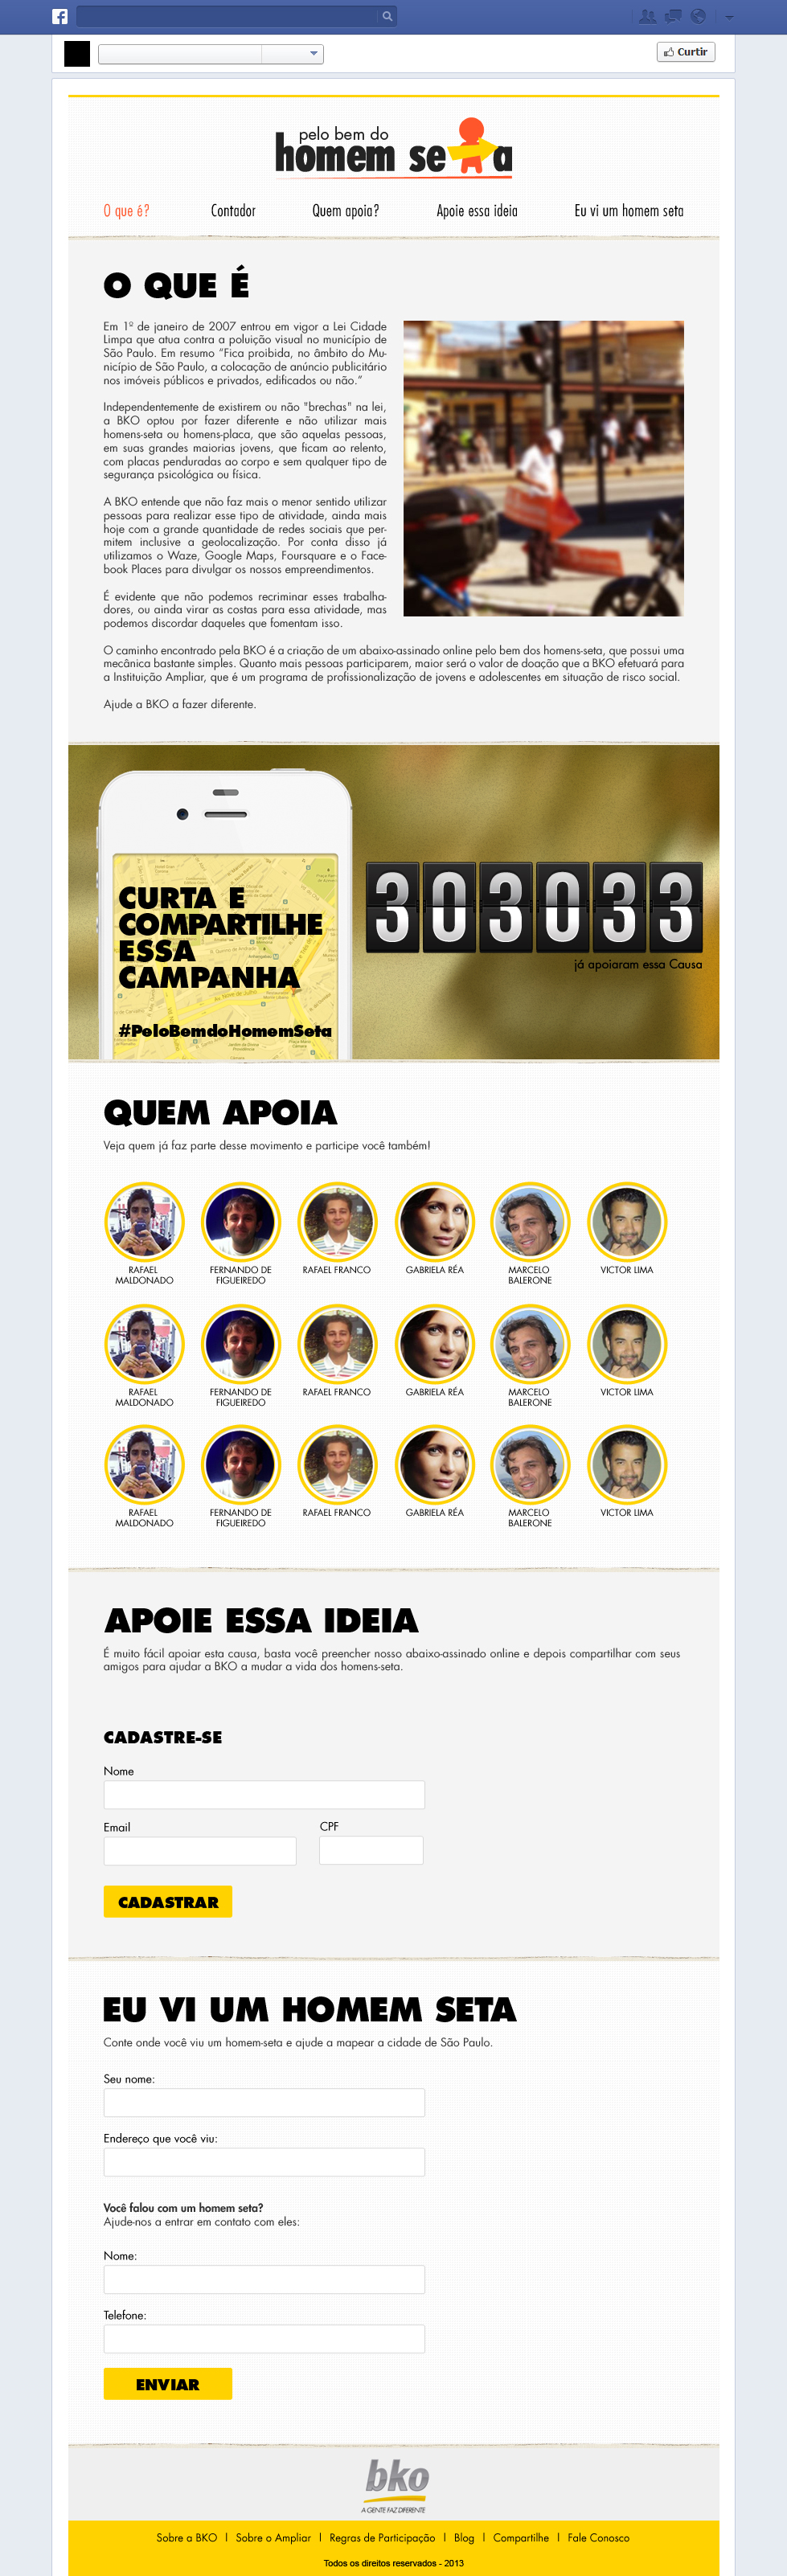 Curtir
pelo bem do
homem seta
O que é?
Contador
Quem apoia?
Apoie essa ideia
Eu vi um homem seta
O QUE É
Em 1º de janeiro de 2007 entrou em vigor a Lei Cidade
Limpa que atua contra a poluição visual no município de
São Paulo. Em resumo “Fica proibida, no âmbito do Mu-
nicípio de São Paulo, a colocação de anúncio publicitário
nos imóveis públicos e privados, edificados ou não.”
Independentemente de existirem ou não "brechas" na lei,
a BKO optou por fazer diferente e não utilizar mais
homens-seta ou homens-placa, que são aquelas pessoas,
em suas grandes maiorias jovens, que ficam ao relento,
com placas penduradas ao corpo e sem qualquer tipo de
segurança psicológica ou física.
A BKO entende que não faz mais o menor sentido utilizar
pessoas para realizar esse tipo de atividade, ainda mais
hoje com a grande quantidade de redes sociais que per-
mitem inclusive a geolocalização. Por conta disso já
utilizamos o Waze, Google Maps, Foursquare e o Face-
book Places para divulgar os nossos empreendimentos.
É evidente que não podemos recriminar esses trabalha-
dores, ou ainda virar as costas para essa atividade, mas
podemos discordar daqueles que fomentam isso.
O caminho encontrado pela BKO é a criação de um abaixo-assinado online pelo bem dos homens-seta, que possui uma
mecânica bastante simples. Quanto mais pessoas participarem, maior será o valor de doação que a BKO efetuará para
a Instituição Ampliar, que é um programa de profissionalização de jovens e adolescentes em situação de risco social.
Ajude a BKO a fazer diferente.
CURTA E
COMPARTILHE
ESSA
CAMPANHA
#PeloBemdoHomemSeta
303033
já apoiaram essa Causa
QUEM APOIA
Veja quem já faz parte desse movimento e participe você também!
RAFAEL
MALDONADO
FERNANDO DE
FIGUEIREDO
RAFAEL FRANCO
GABRIELA RÉA
MARCELO
BALERONE
VICTOR LIMA
RAFAEL
MALDONADO
FERNANDO DE
FIGUEIREDO
RAFAEL FRANCO
GABRIELA RÉA
MARCELO
BALERONE
VICTOR LIMA
RAFAEL
MALDONADO
FERNANDO DE
FIGUEIREDO
RAFAEL FRANCO
GABRIELA RÉA
MARCELO
BALERONE
VICTOR LIMA
APOIE ESSA IDEIA
É muito fácil apoiar esta causa, basta você preencher nosso abaixo-assinado online e depois compartilhar com seus
amigos para ajudar a BKO a mudar a vida dos homens-seta.
CADASTRE-SE
Nome
Email
CPF
CADASTRAR
EU VI UM HOMEM SETA
Conte onde você viu um homem-seta e ajude a mapear a cidade de São Paulo.
Seu nome:
Endereço que você viu:
Você falou com um homem seta?
Ajude-nos a entrar em contato com eles:
Nome:
Telefone:
ENVIAR
bko
A GENTE FAZ DIFERENTE
Sobre a BKO | Sobre o Ampliar | Regras de Participação | Blog | Compartilhe | Fale Conosco
Todos os direitos reservados - 2013